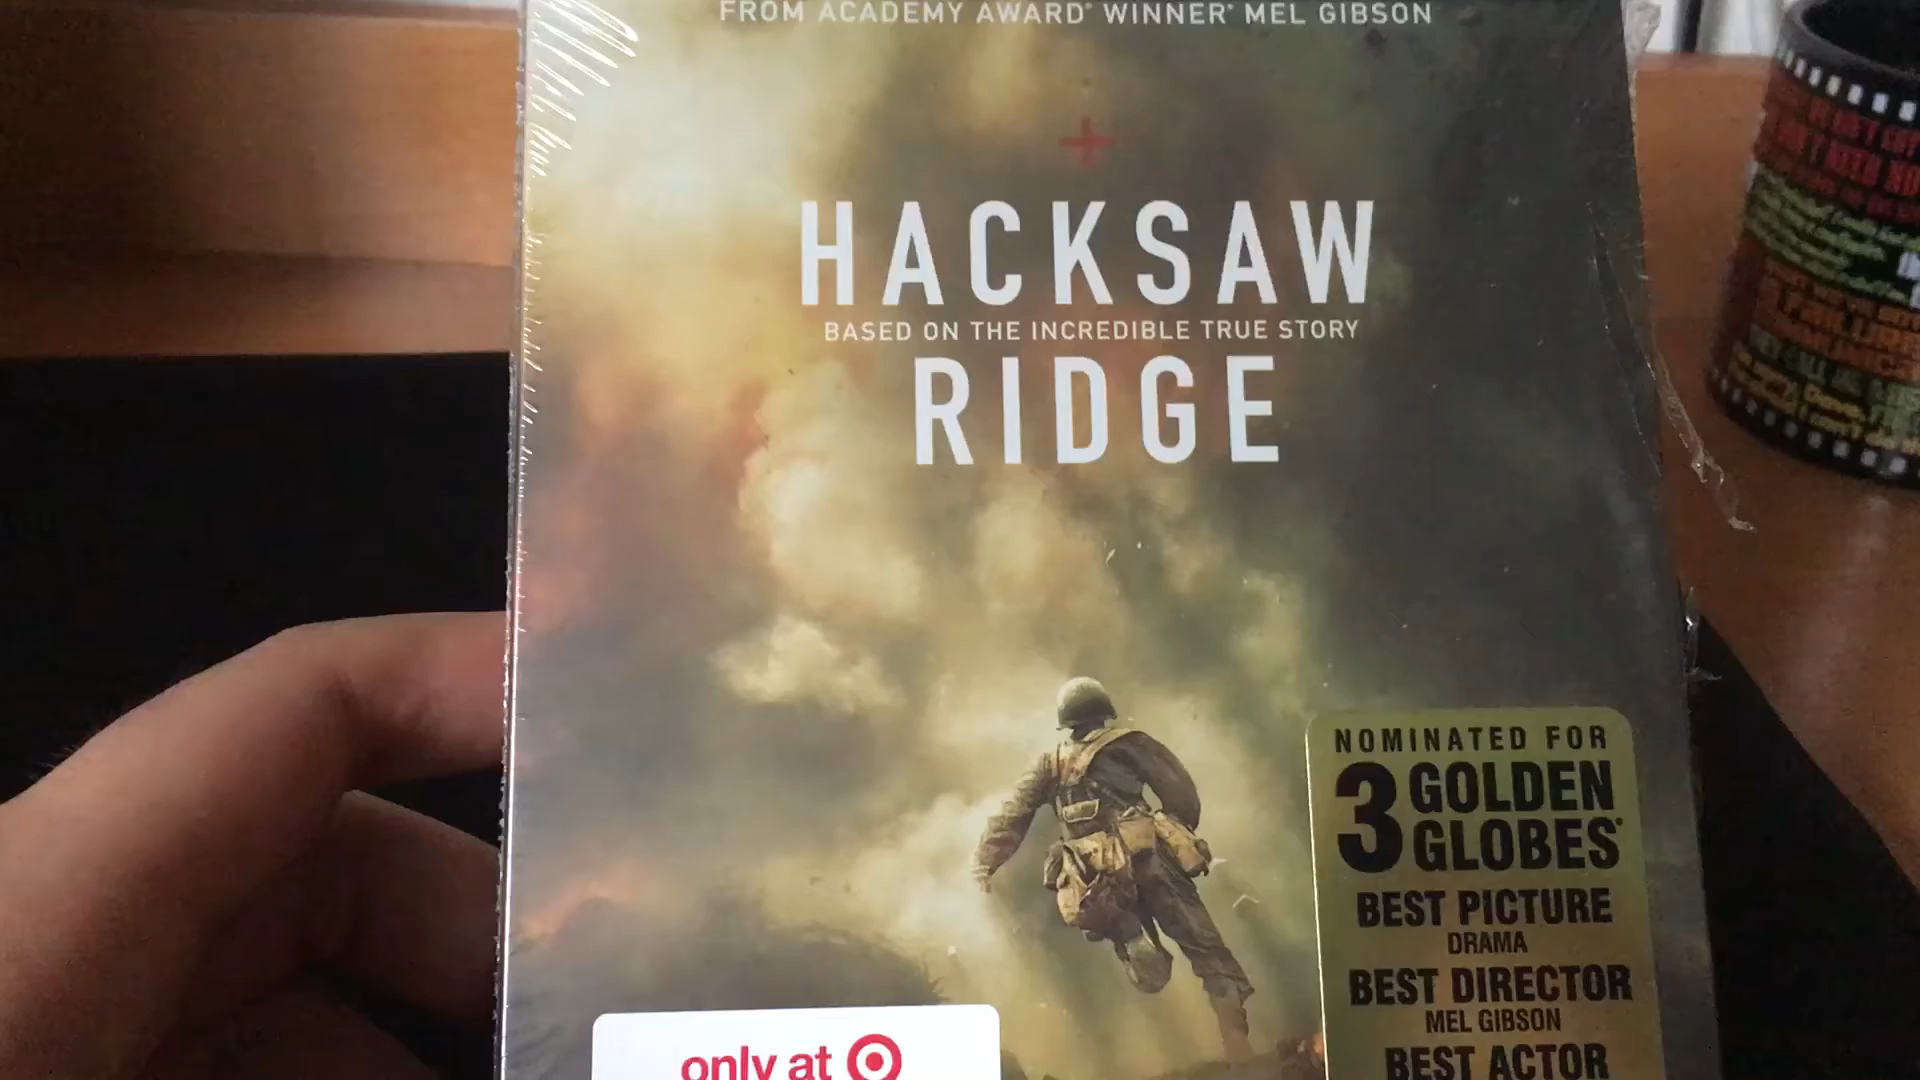 FROM ACADEMY AWARD® WINNER® MEL GIBSON
HACKSAW
BASED ON THE INCREDIBLE TRUE STORY
RIDGE
NOMINATED FOR
3 GOLDEN
GLOBES®
BEST PICTURE
DRAMA
BEST DIRECTOR
MEL GIBSON
BEST ACTOR
only at